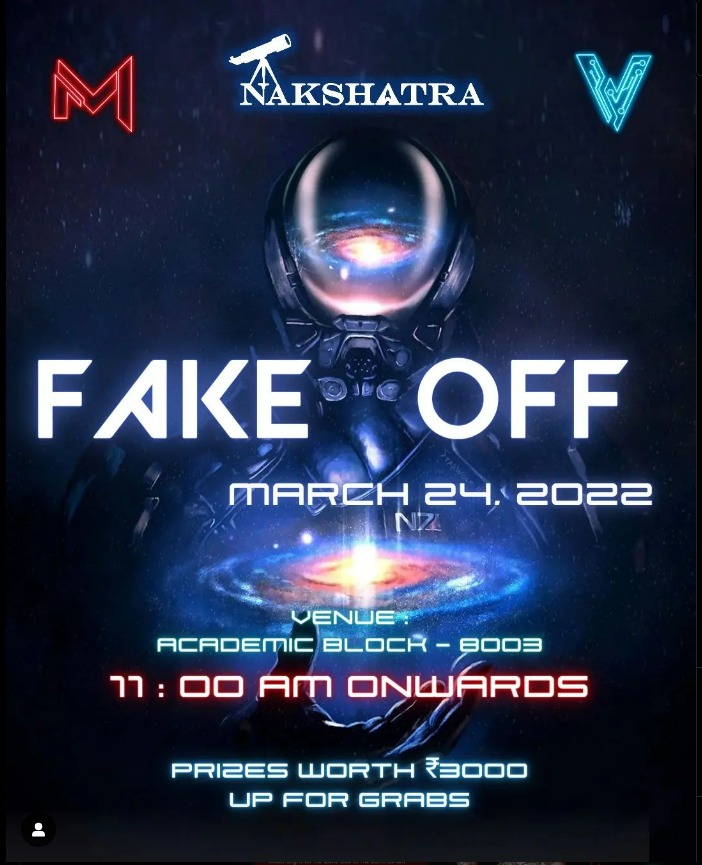 M
NAKSHATRA
V
FAKE OFF
MARCH 24, 2022
N7
VENUE :
ACADEMIC BLOCK - 8003
11 : 00 AM ONWARDS
PRIZES WORTH ₹3000
UP FOR GRABS